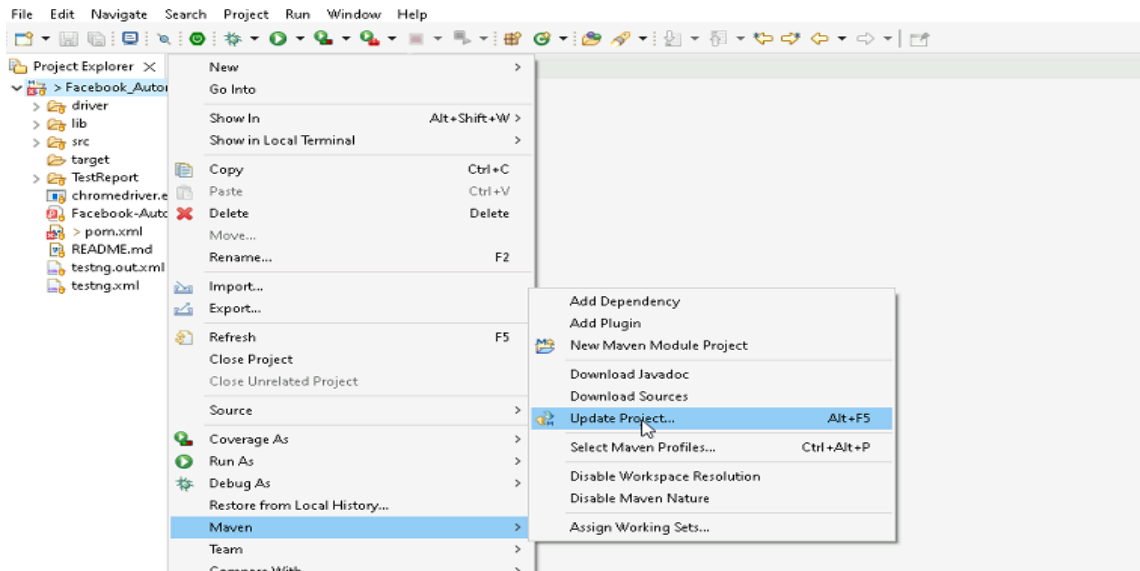 File Edit Navigate Search Project Run Window Help
Project Explorer
> Facebook_Autor
driver
lib
src
target
TestReport
chromedriver.e
Facebook-Auto
> pom.xml
README.md
testng.out.xml
testng.xml
New
Go Into
Show In Alt+Shift+W >
Show in Local Terminal
Copy Ctrl+C
Paste Ctrl+V
Delete Delete
Move...
Rename... F2
Import...
Export...
Refresh F5
Close Project
Close Unrelated Project
Source
Coverage As
Run As
Debug As
Restore from Local History...
Maven
Team
Compare With
Add Dependency
Add Plugin
New Maven Module Project
Download Javadoc
Download Sources
Update Project... Alt+F5
Select Maven Profiles... Ctrl+Alt+P
Disable Workspace Resolution
Disable Maven Nature
Assign Working Sets...